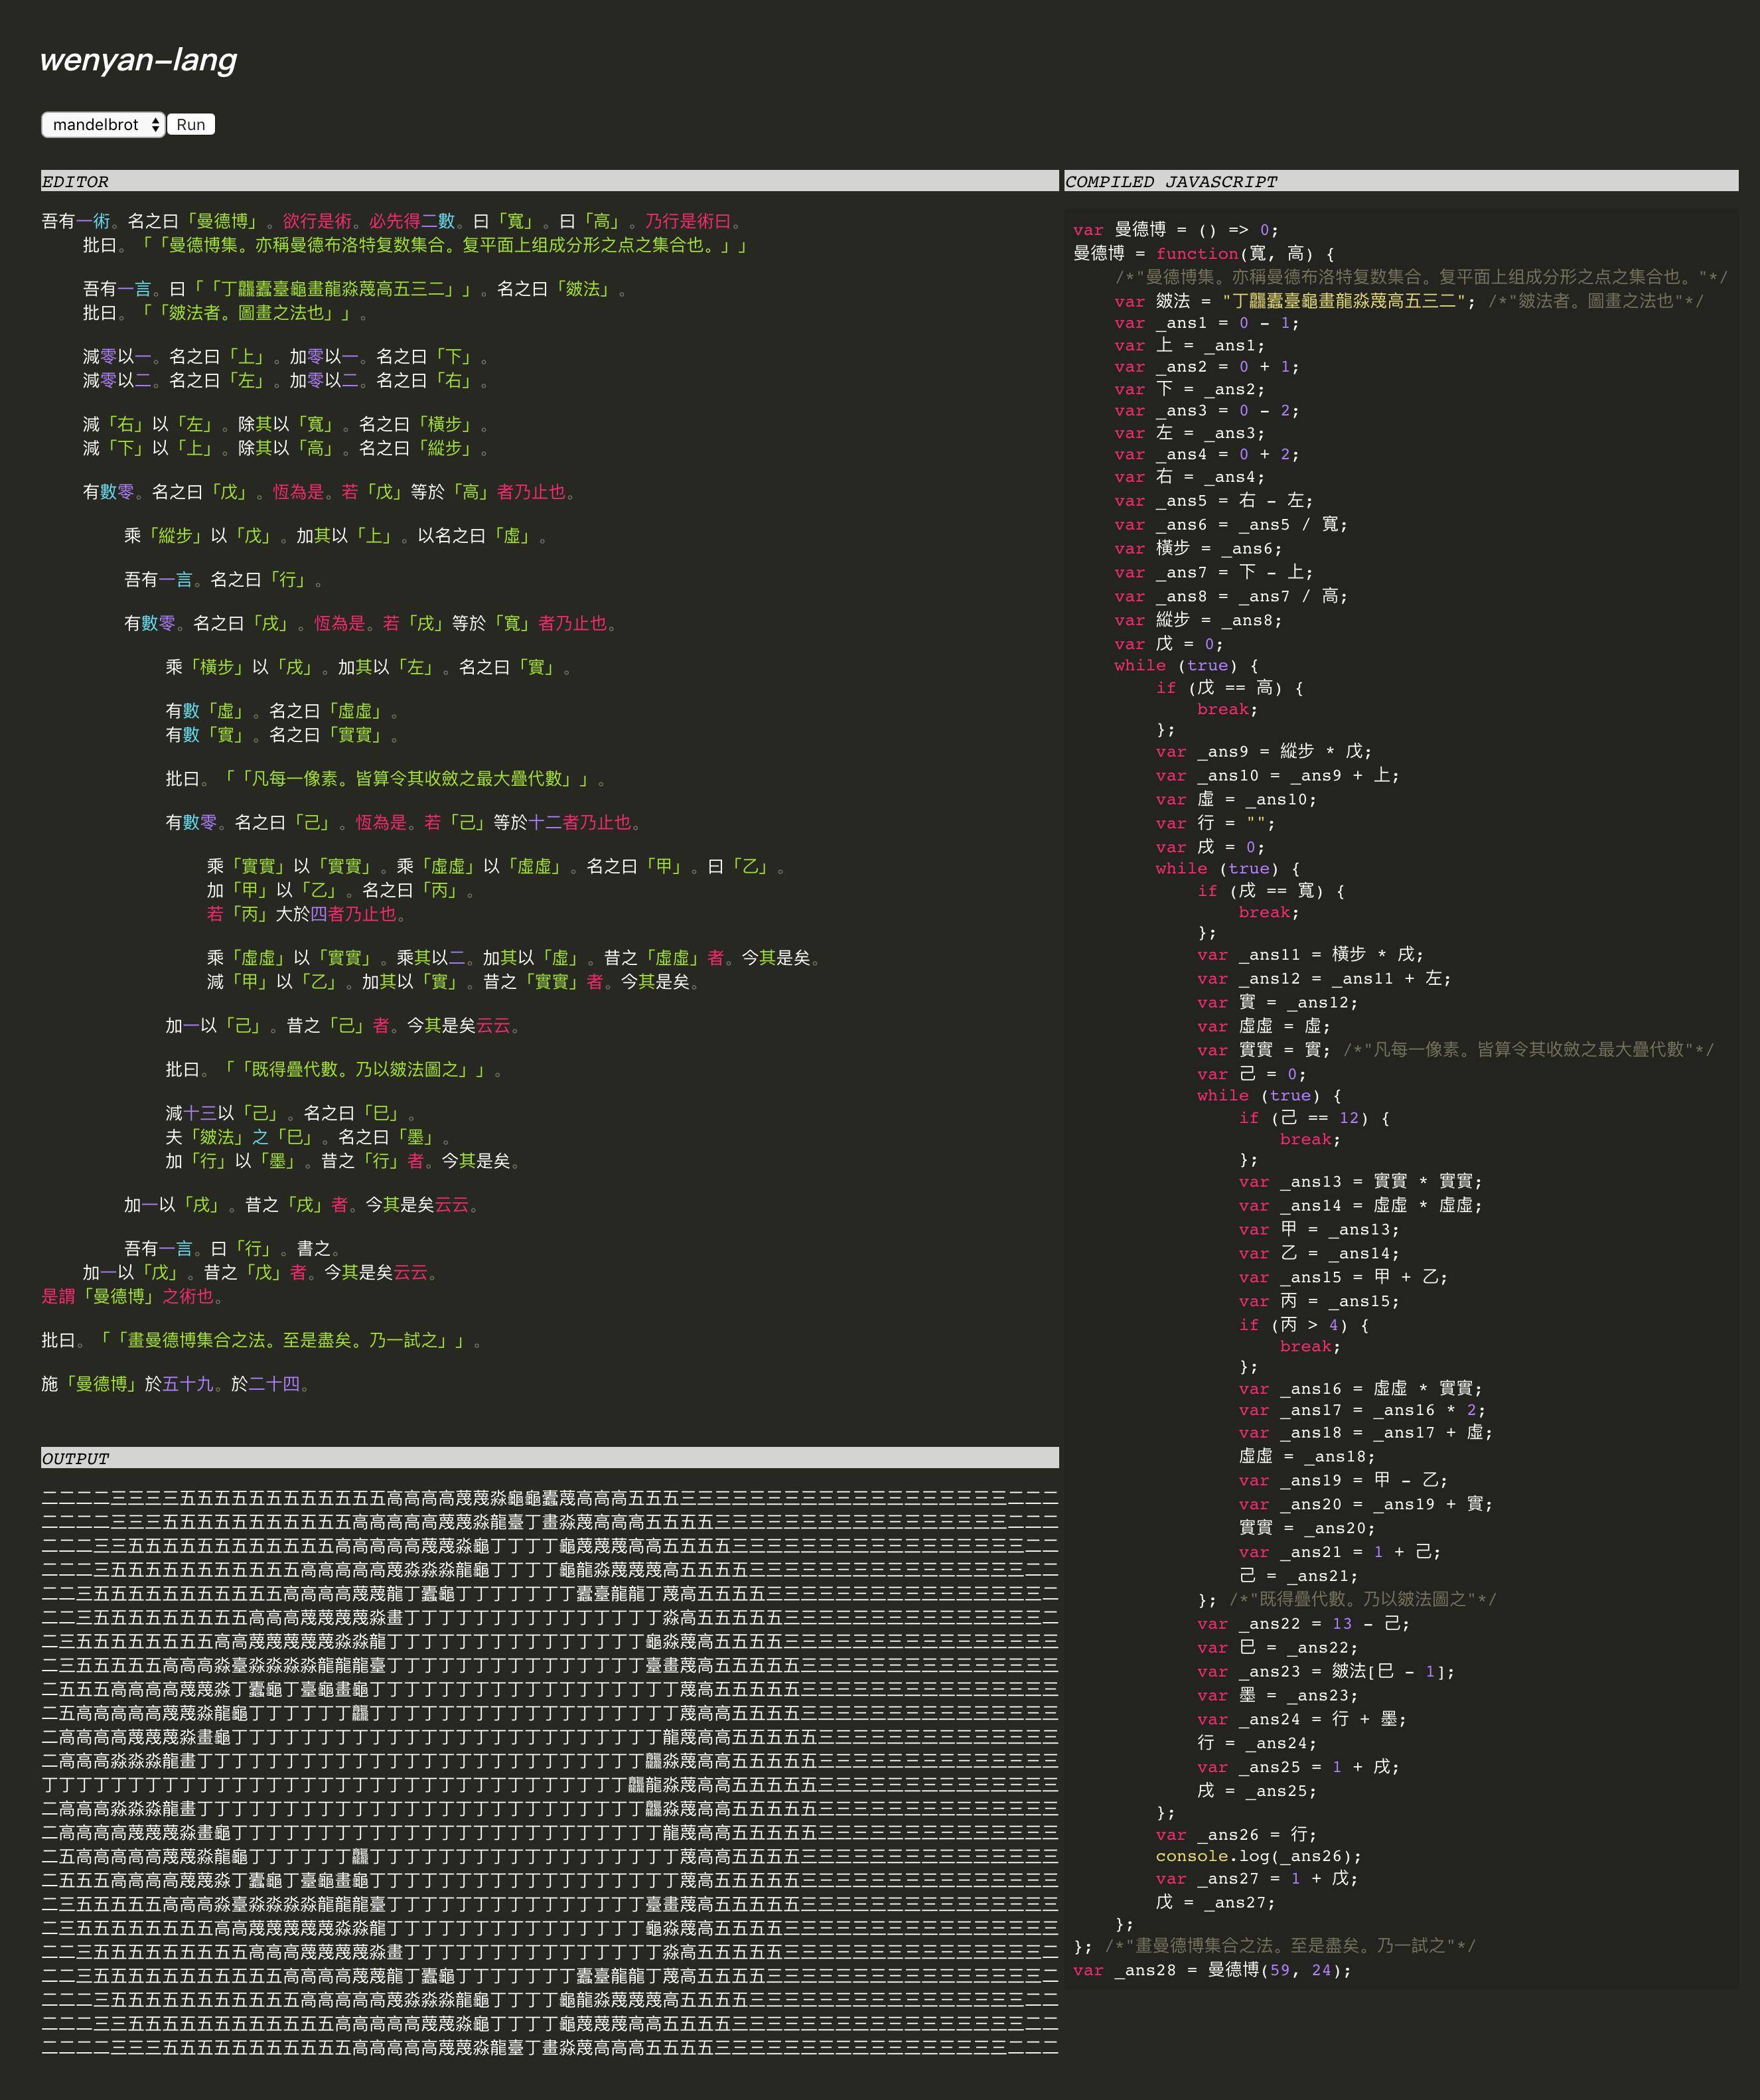 wenyan-lang
mandelbrot Run
EDITOR
吾有一術。名之曰「曼德博」。欲行是術。必先得二數。曰「寬」。曰「高」。乃行是術曰。
批曰。「「曼德博集。亦稱曼德布洛特复数集合。复平面上组成分形之点之集合也。」」
吾有一言。曰「「丁龘蠹臺龜畫龍淼蔑高五三二」」。名之曰「皴法」。
批曰。「「皴法者。圖畫之法也」」。
減零以一。名之曰「上」。加零以一。名之曰「下」。
減零以二。名之曰「左」。加零以二。名之曰「右」。
減「右」以「左」。除其以「寬」。名之曰「橫步」。
減「下」以「上」。除其以「高」。名之曰「縱步」。
有數零。名之曰「戊」。恆為是。若「戊」等於「高」者乃止也。
乘「縱步」以「戊」。加其以「上」。以名之曰「虛」。
吾有一言。名之曰「行」。
有數零。名之曰「戌」。恆為是。若「戌」等於「寬」者乃止也。
乘「橫步」以「戌」。加其以「左」。名之曰「實」。
有數「虛」。名之曰「虛虛」。
有數「實」。名之曰「實實」。
批曰。「「凡每一像素。皆算令其收斂之最大疊代數」」。
有數零。名之曰「己」。恆為是。若「己」等於十二者乃止也。
乘「實實」以「實實」。乘「虛虛」以「虛虛」。名之曰「甲」。曰「乙」。
加「甲」以「乙」。名之曰「丙」。
若「丙」大於四者乃止也。
乘「虛虛」以「實實」。乘其以二。加其以「虛」。昔之「虛虛」者。今其是矣。
減「甲」以「乙」。加其以「實」。昔之「實實」者。今其是矣。
加一以「己」。昔之「己」者。今其是矣云云。
批曰。「「既得疊代數。乃以皴法圖之」」。
減十三以「己」。名之曰「巳」。
夫「皴法」之「巳」。名之曰「墨」。
加「行」以「墨」。昔之「行」者。今其是矣。
加一以「戌」。昔之「戌」者。今其是矣云云。
吾有一言。曰「行」。書之。
加一以「戊」。昔之「戊」者。今其是矣云云。
是謂「曼德博」之術也。
批曰。「「畫曼德博集合之法。至是盡矣。乃一試之」」。
施「曼德博」於五十九。於二十四。
OUTPUT
二二二二三三三三五五五五五五五五五五五五高高高高蔑蔑淼龜龜蠹蔑高高高五五五三三三三三三三三三三三三三三三三三三三二二二
二二二二三三三五五五五五五五五五五五高高高高高蔑蔑淼龍臺丁畫淼蔑高高高五五五五三三三三三三三三三三三三三三三三三二二二
二二二三三五五五五五五五五五五五五高高高高高蔑蔑淼龜丁丁丁丁龜蔑蔑蔑高高五五五五三三三三三三三三三三三三三三三三三二二
二二二三五五五五五五五五五五五高高高高高蔑淼淼淼龍龜丁丁丁丁龜龍淼蔑蔑蔑高五五五五三三三三三三三三三三三三三三三三二二
二二三五五五五五五五五五五五高高高高蔑蔑龍丁蠹龜丁丁丁丁丁丁丁蠹臺龍龍丁蔑高五五五五三三三三三三三三三三三三三三三三二
二二三五五五五五五五五五高高高蔑蔑蔑蔑淼畫丁丁丁丁丁丁丁丁丁丁丁丁丁丁丁淼高五五五五五三三三三三三三三三三三三三三三二
二三五五五五五五五五高高蔑蔑蔑蔑蔑淼淼龍丁丁丁丁丁丁丁丁丁丁丁丁丁丁丁龜淼蔑高五五五五三三三三三三三三三三三三三三三三
二三五五五五五高高高淼臺淼淼淼淼龍龍龍臺丁丁丁丁丁丁丁丁丁丁丁丁丁丁丁臺畫蔑高五五五五五三三三三三三三三三三三三三三三
二五五五高高高高蔑蔑淼丁蠹龜丁臺龜畫龜丁丁丁丁丁丁丁丁丁丁丁丁丁丁丁丁丁丁蔑高五五五五五三三三三三三三三三三三三三三三
二五高高高高高蔑蔑淼龍龜丁丁丁丁丁丁龘丁丁丁丁丁丁丁丁丁丁丁丁丁丁丁丁丁丁蔑高高五五五五三三三三三三三三三三三三三三三
二高高高高蔑蔑蔑淼畫龜丁丁丁丁丁丁丁丁丁丁丁丁丁丁丁丁丁丁丁丁丁丁丁丁丁龍蔑高高五五五五五三三三三三三三三三三三三三三
二高高高淼淼淼龍畫丁丁丁丁丁丁丁丁丁丁丁丁丁丁丁丁丁丁丁丁丁丁丁丁丁丁龘淼蔑高高五五五五五三三三三三三三三三三三三三三
丁丁丁丁丁丁丁丁丁丁丁丁丁丁丁丁丁丁丁丁丁丁丁丁丁丁丁丁丁丁丁丁丁丁龘龍淼蔑高高五五五五五三三三三三三三三三三三三三三
二高高高淼淼淼龍畫丁丁丁丁丁丁丁丁丁丁丁丁丁丁丁丁丁丁丁丁丁丁丁丁丁丁龘淼蔑高高五五五五五三三三三三三三三三三三三三三
二高高高高蔑蔑蔑淼畫龜丁丁丁丁丁丁丁丁丁丁丁丁丁丁丁丁丁丁丁丁丁丁丁丁丁龍蔑高高五五五五五三三三三三三三三三三三三三三
二五高高高高高蔑蔑淼龍龜丁丁丁丁丁丁龘丁丁丁丁丁丁丁丁丁丁丁丁丁丁丁丁丁丁蔑高高五五五五三三三三三三三三三三三三三三三
二五五五高高高高蔑蔑淼丁蠹龜丁臺龜畫龜丁丁丁丁丁丁丁丁丁丁丁丁丁丁丁丁丁丁蔑高五五五五五三三三三三三三三三三三三三三三
二三五五五五五高高高淼臺淼淼淼淼龍龍龍臺丁丁丁丁丁丁丁丁丁丁丁丁丁丁丁臺畫蔑高五五五五五三三三三三三三三三三三三三三三
二三五五五五五五五五高高蔑蔑蔑蔑蔑淼淼龍丁丁丁丁丁丁丁丁丁丁丁丁丁丁丁龜淼蔑高五五五五三三三三三三三三三三三三三三三三
二二三五五五五五五五五五高高高蔑蔑蔑蔑淼畫丁丁丁丁丁丁丁丁丁丁丁丁丁丁丁淼高五五五五五三三三三三三三三三三三三三三三二
二二三五五五五五五五五五五五高高高高蔑蔑龍丁蠹龜丁丁丁丁丁丁丁蠹臺龍龍丁蔑高五五五五三三三三三三三三三三三三三三三三二
二二二三五五五五五五五五五五五高高高高高蔑淼淼淼龍龜丁丁丁丁龜龍淼蔑蔑蔑高五五五五三三三三三三三三三三三三三三三三二二
二二二三三五五五五五五五五五五五五高高高高高蔑蔑淼龜丁丁丁丁龜蔑蔑蔑高高五五五五三三三三三三三三三三三三三三三三三二二
二二二二三三三五五五五五五五五五五五高高高高高蔑蔑淼龍臺丁畫淼蔑高高高五五五五三三三三三三三三三三三三三三三三三二二二
COMPILED JAVASCRIPT
var 曼德博 = () => 0;
曼德博 = function(寬, 高) {
/*"曼德博集。亦稱曼德布洛特复数集合。复平面上组成分形之点之集合也。"*/
var 皴法 = "丁龘蠹臺龜畫龍淼蔑高五三二"; /*"皴法者。圖畫之法也"*/
var _ans1 = 0 - 1;
var 上 = _ans1;
var _ans2 = 0 + 1;
var 下 = _ans2;
var _ans3 = 0 - 2;
var 左 = _ans3;
var _ans4 = 0 + 2;
var 右 = _ans4;
var _ans5 = 右 - 左;
var _ans6 = _ans5 / 寬;
var 橫步 = _ans6;
var _ans7 = 下 - 上;
var _ans8 = _ans7 / 高;
var 縱步 = _ans8;
var 戊 = 0;
while (true) {
if (戊 == 高) {
break;
};
var _ans9 = 縱步 * 戊;
var _ans10 = _ans9 + 上;
var 虛 = _ans10;
var 行 = "";
var 戌 = 0;
while (true) {
if (戌 == 寬) {
break;
};
var _ans11 = 橫步 * 戌;
var _ans12 = _ans11 + 左;
var 實 = _ans12;
var 虛虛 = 虛;
var 實實 = 實; /*"凡每一像素。皆算令其收斂之最大疊代數"*/
var 己 = 0;
while (true) {
if (己 == 12) {
break;
};
var _ans13 = 實實 * 實實;
var _ans14 = 虛虛 * 虛虛;
var 甲 = _ans13;
var 乙 = _ans14;
var _ans15 = 甲 + 乙;
var 丙 = _ans15;
if (丙 > 4) {
break;
};
var _ans16 = 虛虛 * 實實;
var _ans17 = _ans16 * 2;
var _ans18 = _ans17 + 虛;
虛虛 = _ans18;
var _ans19 = 甲 - 乙;
var _ans20 = _ans19 + 實;
實實 = _ans20;
var _ans21 = 1 + 己;
己 = _ans21;
}; /*"既得疊代數。乃以皴法圖之"*/
var _ans22 = 13 - 己;
var 巳 = _ans22;
var _ans23 = 皴法[巳 - 1];
var 墨 = _ans23;
var _ans24 = 行 + 墨;
行 = _ans24;
var _ans25 = 1 + 戌;
戌 = _ans25;
};
var _ans26 = 行;
console.log(_ans26);
var _ans27 = 1 + 戊;
戊 = _ans27;
};
}; /*"畫曼德博集合之法。至是盡矣。乃一試之"*/
var _ans28 = 曼德博(59, 24);